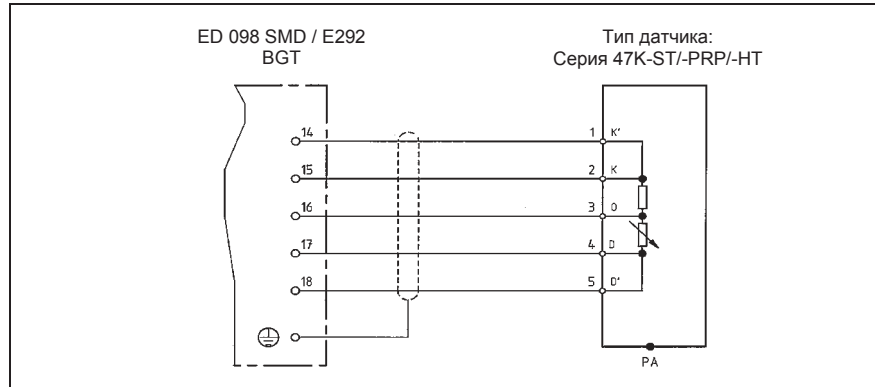 ED 098 SMD / E292
BGT
Тип датчика:
Серия 47K-ST/-PRP/-HT
14 1 K'
15 2 K
16 3 0
17 4 D
18 5 D'
PA